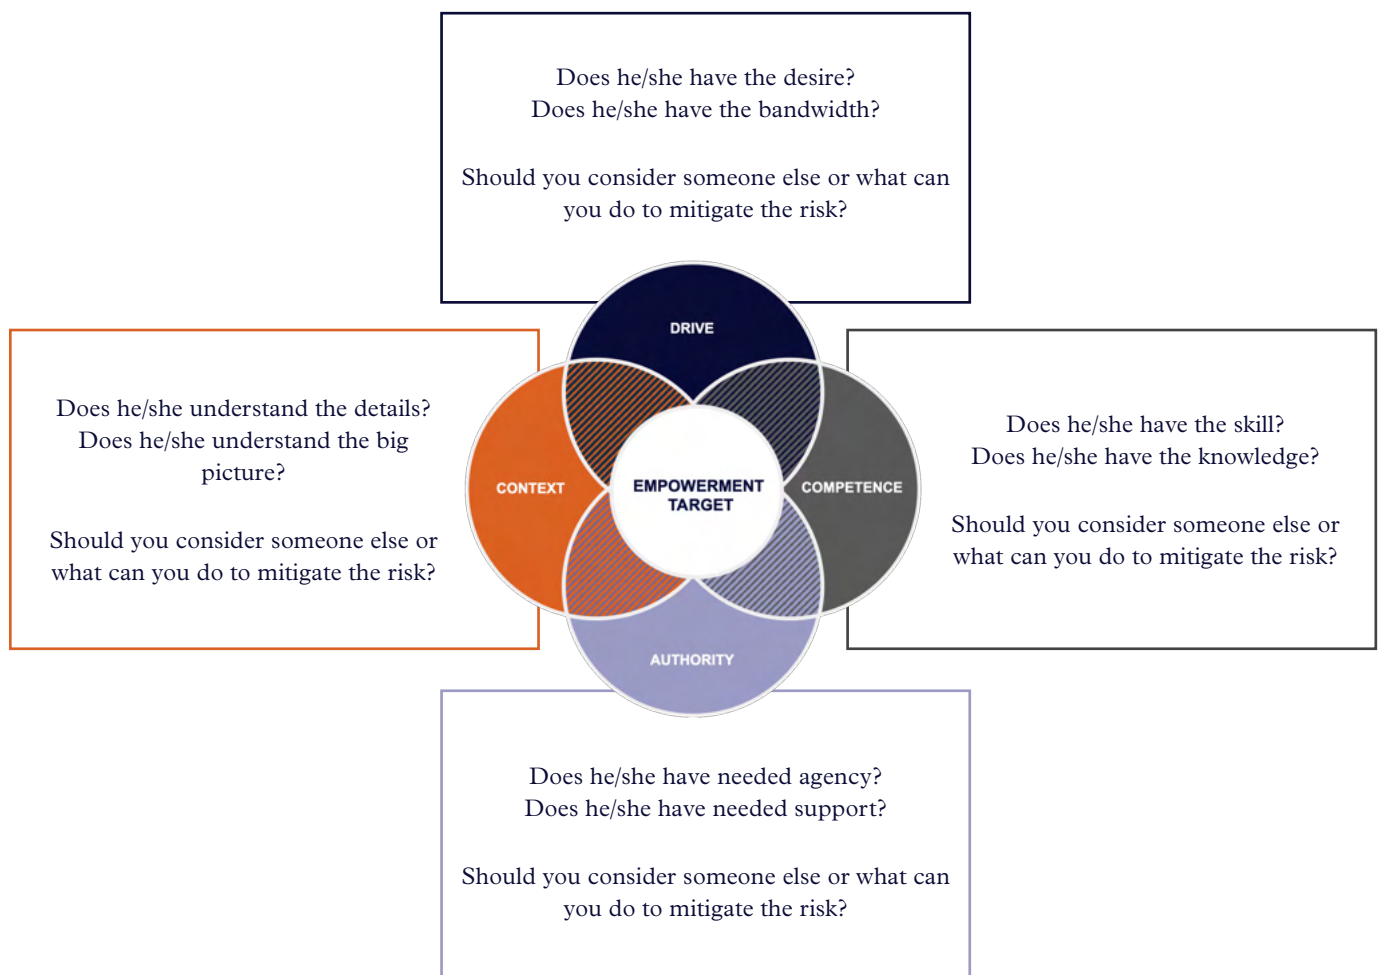 Does he/she have the desire?
Does he/she have the bandwidth?
Should you consider someone else or what can
you do to mitigate the risk?
DRIVE
Does he/she understand the details?
Does he/she understand the big
picture?
Should you consider someone else or
what can you do to mitigate the risk?
CONTEXT
EMPOWERMENT
TARGET
COMPETENCE
Does he/she have the skill?
Does he/she have the knowledge?
Should you consider someone else or
what can you do to mitigate the risk?
AUTHORITY
Does he/she have needed agency?
Does he/she have needed support?
Should you consider someone else or what can
you do to mitigate the risk?